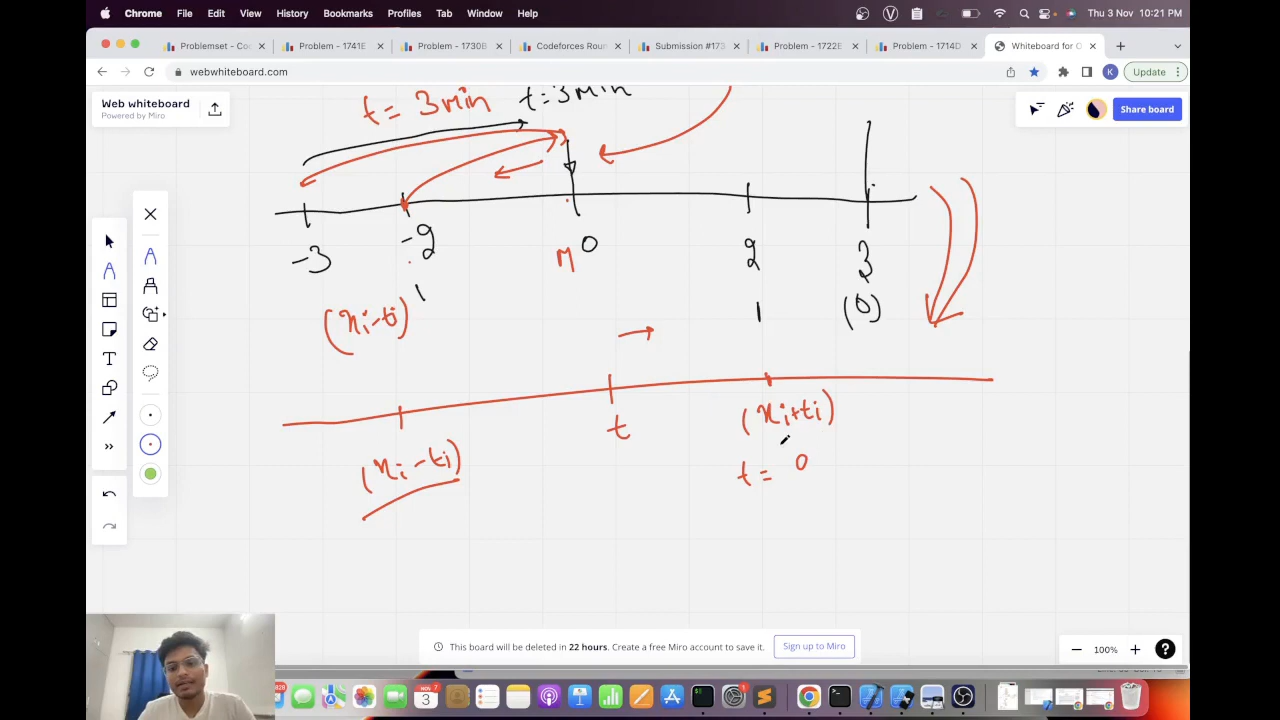 Chrome File Edit View History Bookmarks Profiles Tab Window Help
Thu 3 Nov 10:21 PM
Problemset - Co
Problem - 1741E
Problem - 1730B
Codeforces Rou
Submission #173
Problem - 1722E
Problem - 1714D
Whiteboard for O
webwhiteboard.com
K
Update
Web whiteboard
Powered by Miro
Share board
t = 3min
t = 3min
-3 -2 0 2 3
M
1 1 (0)
(xi-ti)
t
(xi+ti)
(xi-ti)
t = 0
This board will be deleted in 22 hours. Create a free Miro account to save it.
Sign up to Miro
100%
?
NOV
3